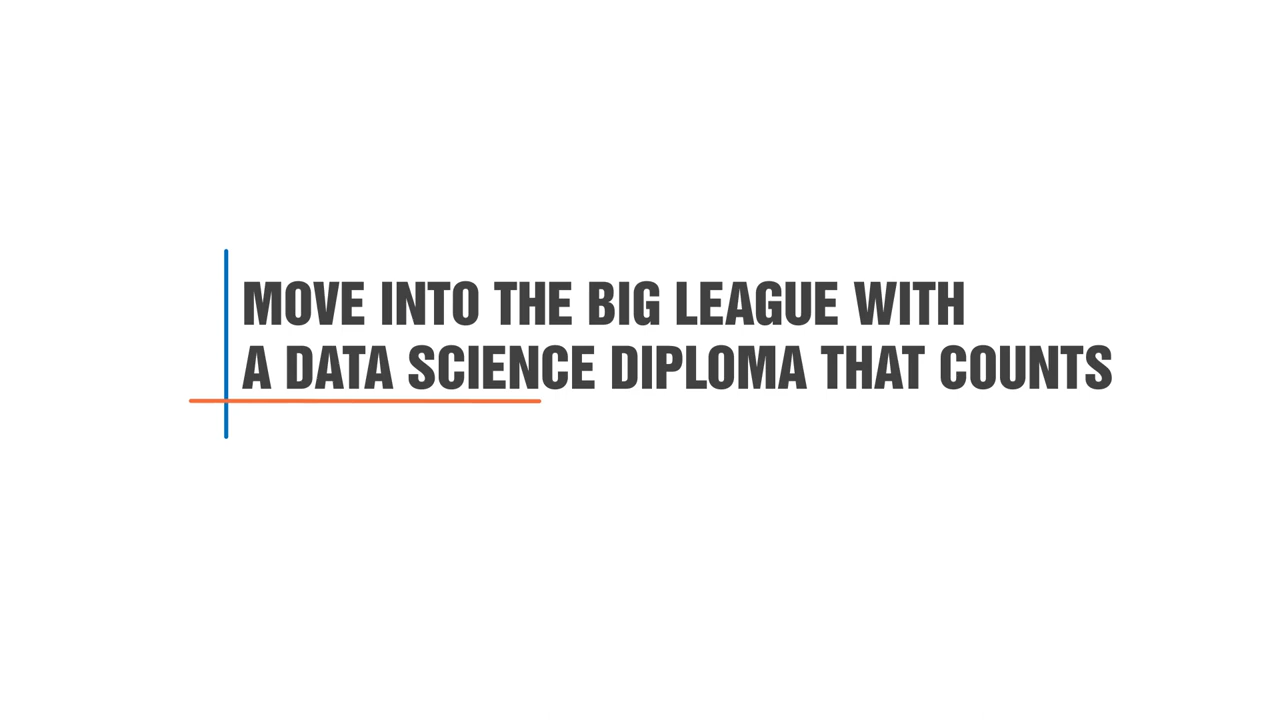 MOVE INTO THE BIG LEAGUE WITH
A DATA SCIENCE DIPLOMA THAT COUNTS